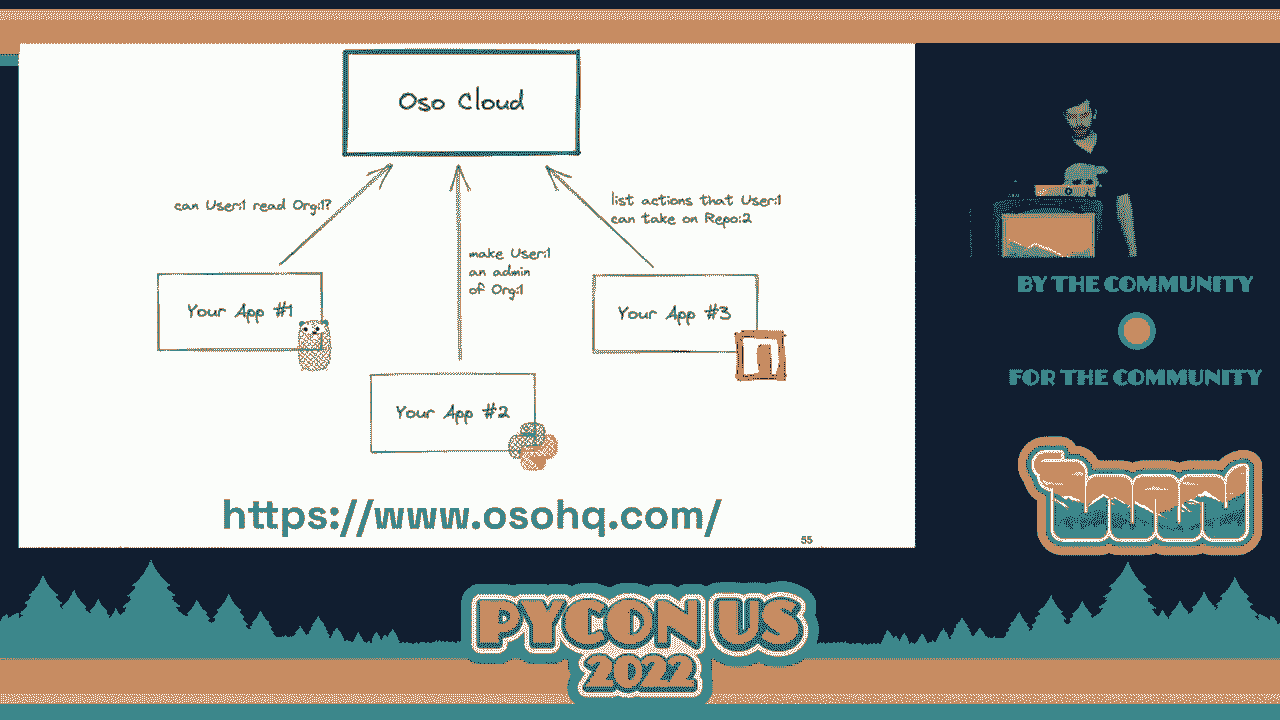 Oso Cloud
can User:1 read Org:1?
list actions that User:1
can take on Repo:2
make User:1
an admin
of Org:1
Your App #1
Your App #3
Your App #2
https://www.osohq.com/
55
BY THE COMMUNITY
FOR THE COMMUNITY
PYCON US
2022